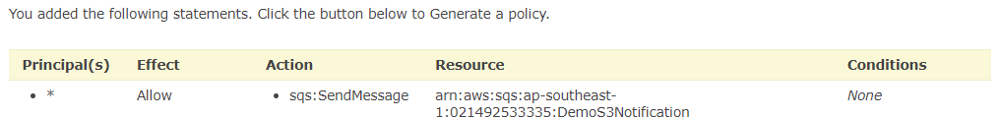 You added the following statements. Click the button below to Generate a policy.
Principal(s) Effect Action Resource Conditions
• * Allow • sqs:SendMessage arn:aws:sqs:ap-southeast- None
1:021492533335:DemoS3Notification